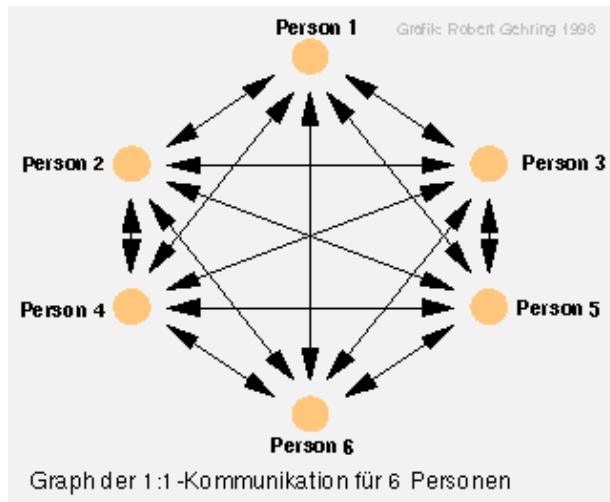 Person 1
Grafik: Robert Gehring 1998
Person 2
Person 3
Person 4
Person 5
Person 6
Graph der 1:1-Kommunikation für 6 Personen